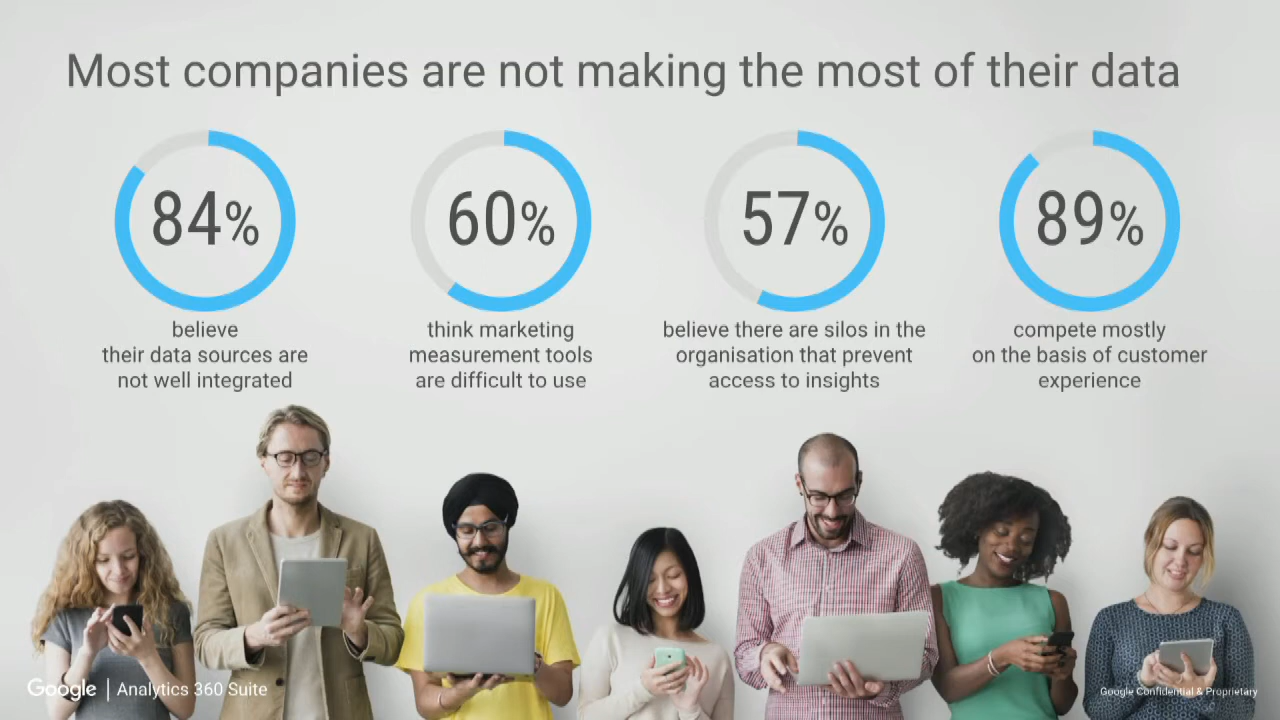 Most companies are not making the most of their data
84%
60%
57%
89%
believe
their data sources are
not well integrated
think marketing
measurement tools
are difficult to use
believe there are silos in the
organisation that prevent
access to insights
compete mostly
on the basis of customer
experience
Google | Analytics 360 Suite
Google Confidential & Proprietary